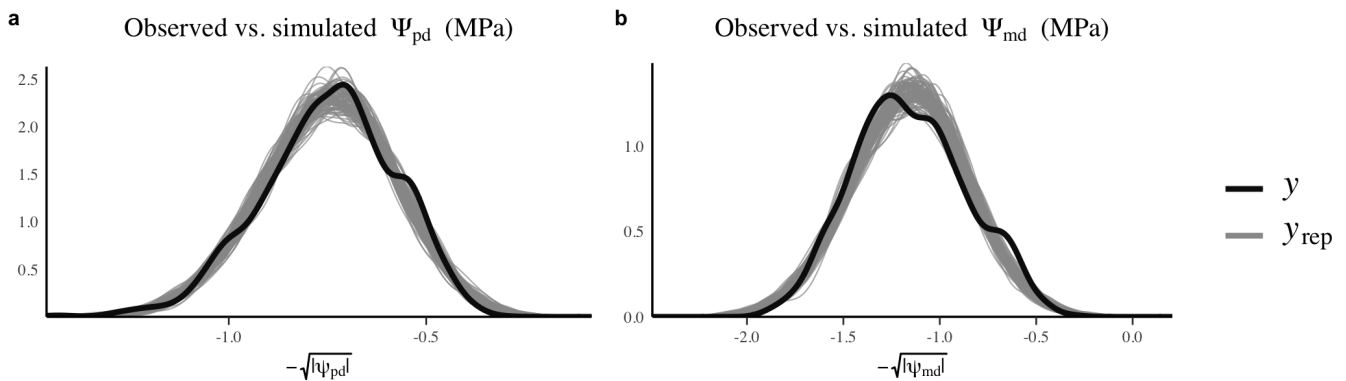 a
Observed vs. simulated Ψpd (MPa)
2.5
2.0
1.5
1.0
0.5
-1.0
-0.5
−√|ψpd|
b
Observed vs. simulated Ψmd (MPa)
1.0
0.5
0.0
-2.0
-1.5
-1.0
-0.5
0.0
−√|ψmd|
y
yrep